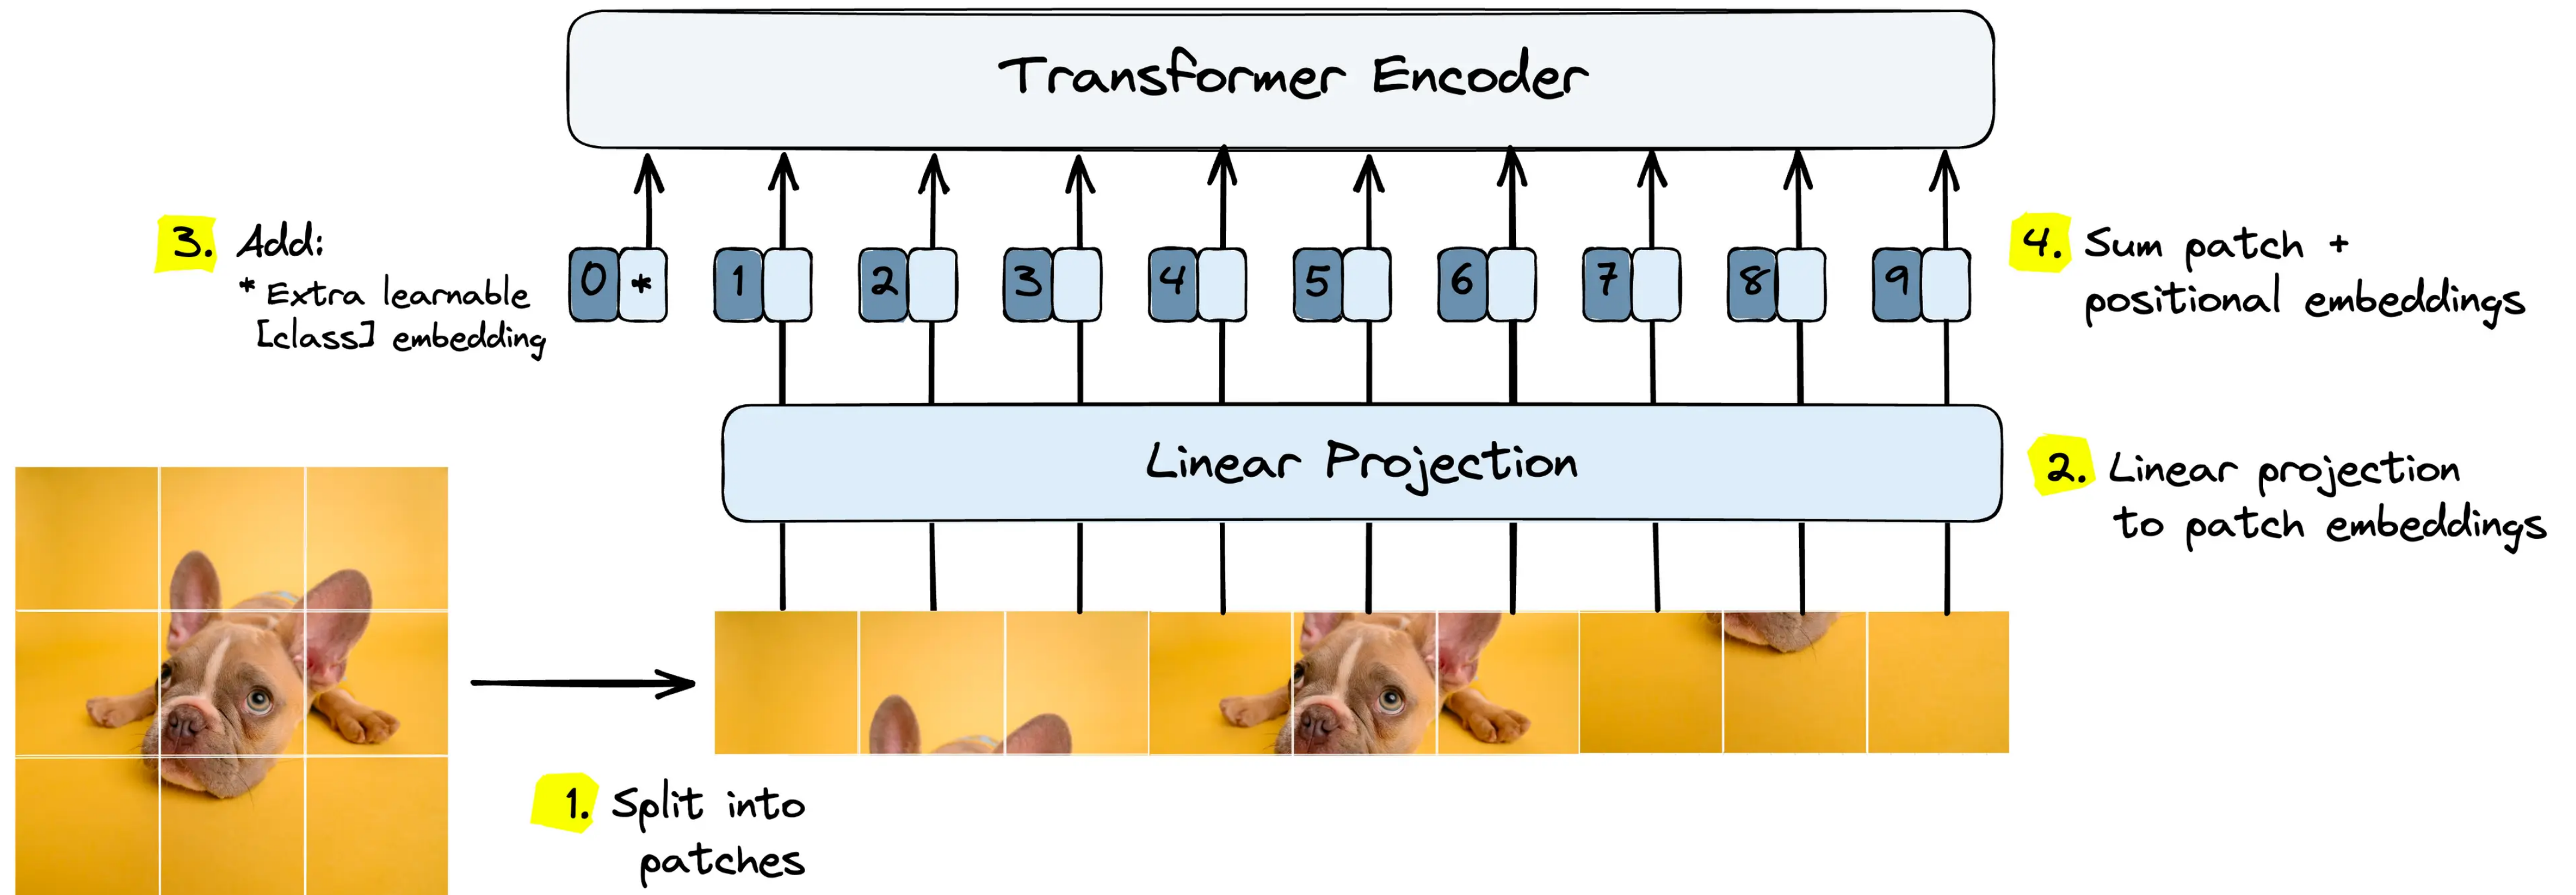 Transformer Encoder
3. Add:
* Extra learnable
[class] embedding
0 * 1 2 3 4 5 6 7 8 9
4. Sum patch +
positional embeddings
Linear Projection
2. Linear projection
to patch embeddings
1. Split into
patches